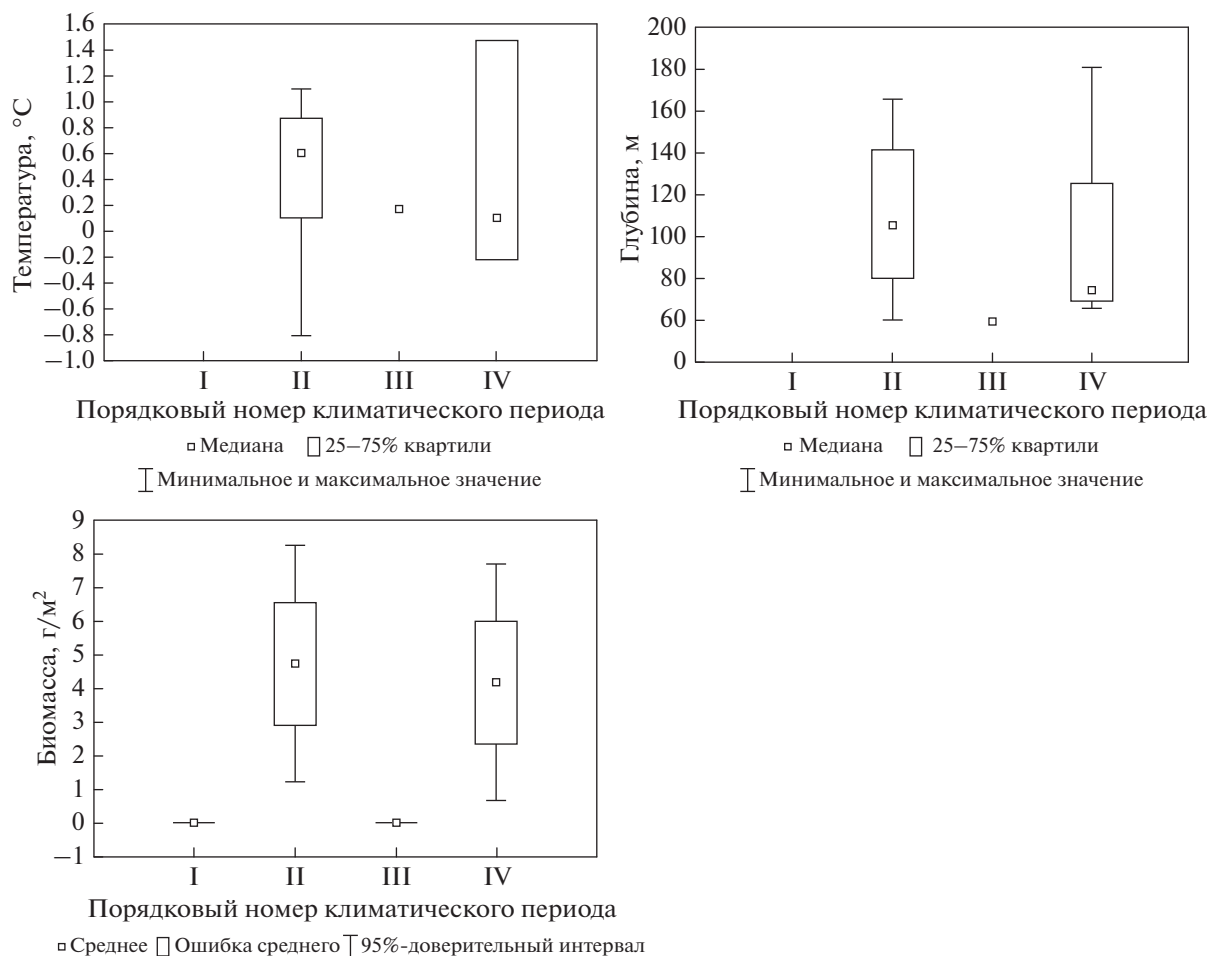 1.6
1.4
1.2
1.0
0.8
0.6
0.4
0.2
0
−0.2
−0.4
−0.6
−0.8
−1.0
Температура, °C
I II III IV
Порядковый номер климатического периода
Медиана 25–75% квартили
Минимальное и максимальное значение
200
180
160
140
120
100
80
60
0
Глубина, м
I II III IV
Порядковый номер климатического периода
Медиана 25–75% квартили
Минимальное и максимальное значение
9
8
7
6
5
4
3
2
1
0
−1
Биомасса, г/м²
I II III IV
Порядковый номер климатического периода
Среднее Ошибка среднего 95%-доверительный интервал